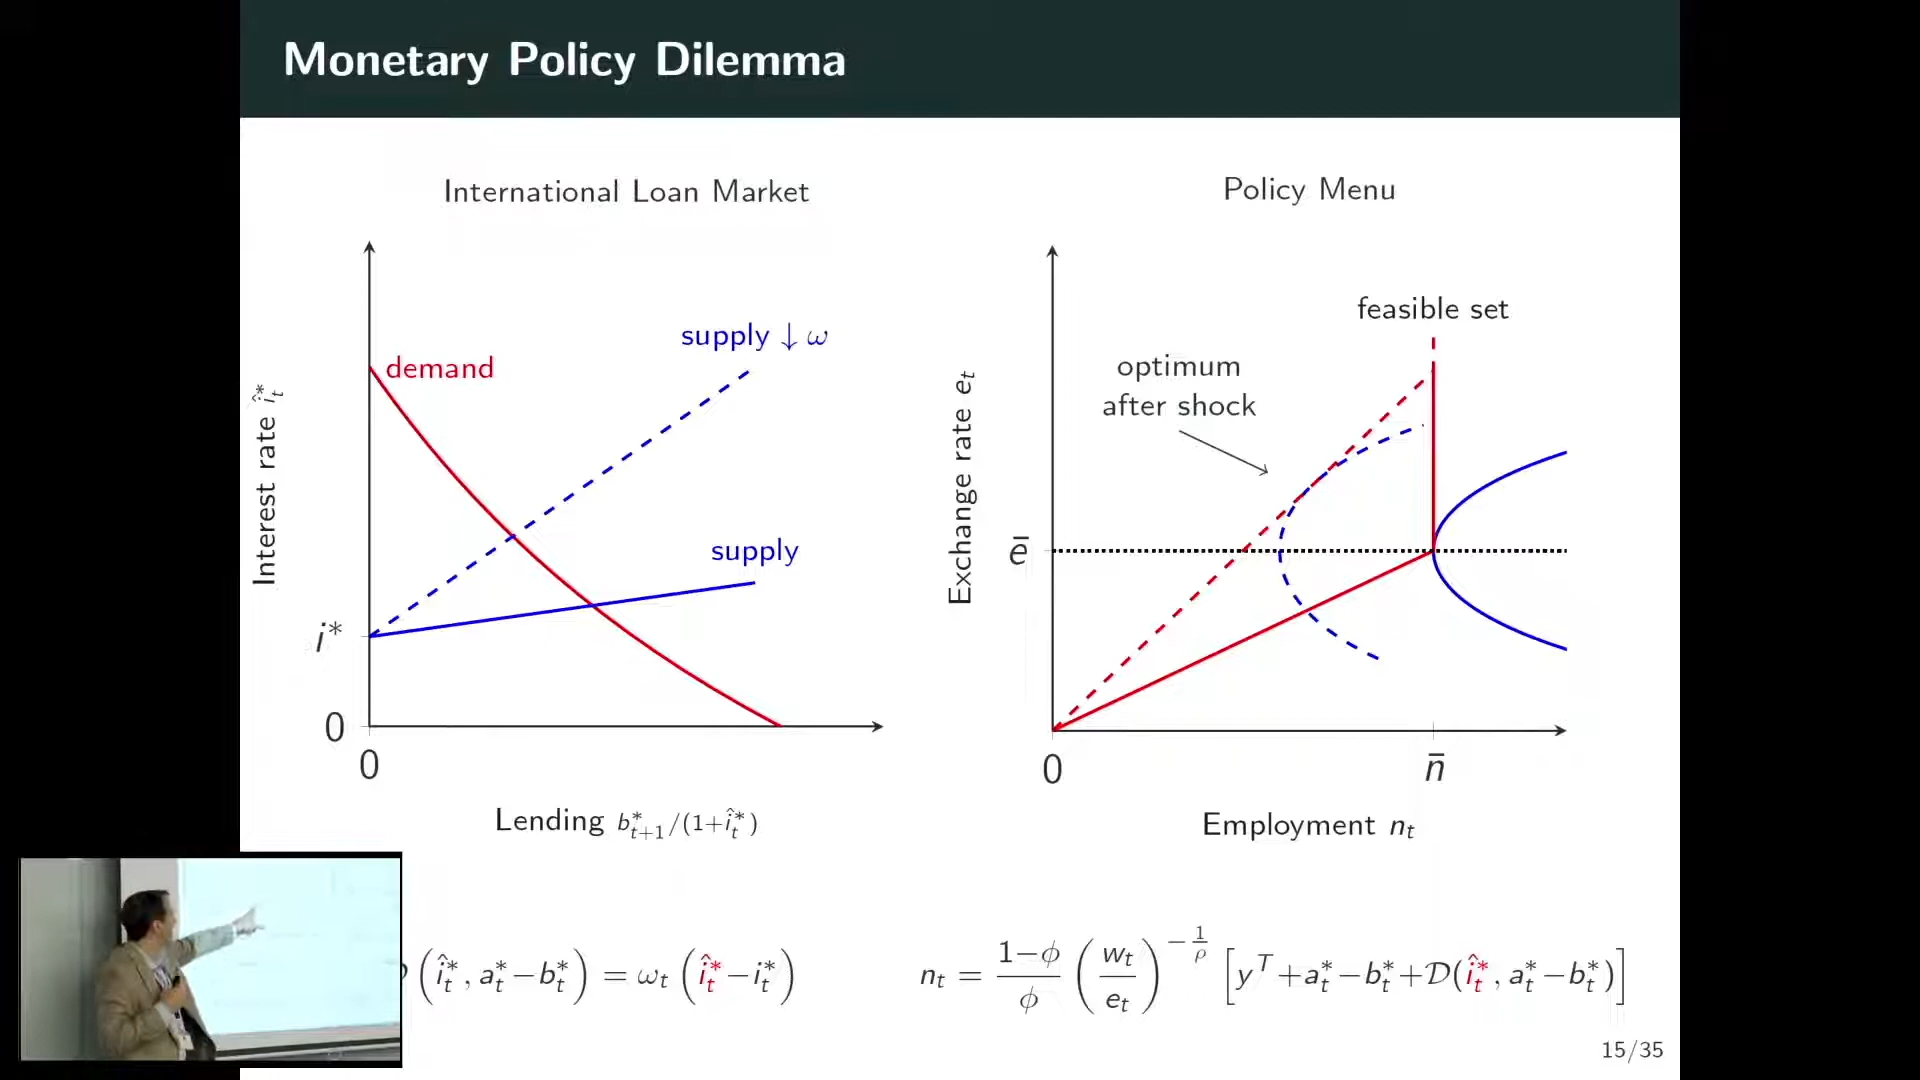 Monetary Policy Dilemma
International Loan Market
demand
supply ↓ ω
supply
Interest rate î*ₜ
i*
0
0
Lending b*ₜ₊₁/(1+î*ₜ)
(î*ₜ, a*ₜ−b*ₜ) = ωₜ (î*ₜ−i*ₜ)
Policy Menu
feasible set
optimum
after shock
Exchange rate eₜ
ē
0
n̄
Employment nₜ
nₜ = (1−ϕ)/ϕ (wₜ/eₜ)^(−1/ρ) [yᵀ+a*ₜ−b*ₜ+𝒟(î*ₜ, a*ₜ−b*ₜ)]
15/35